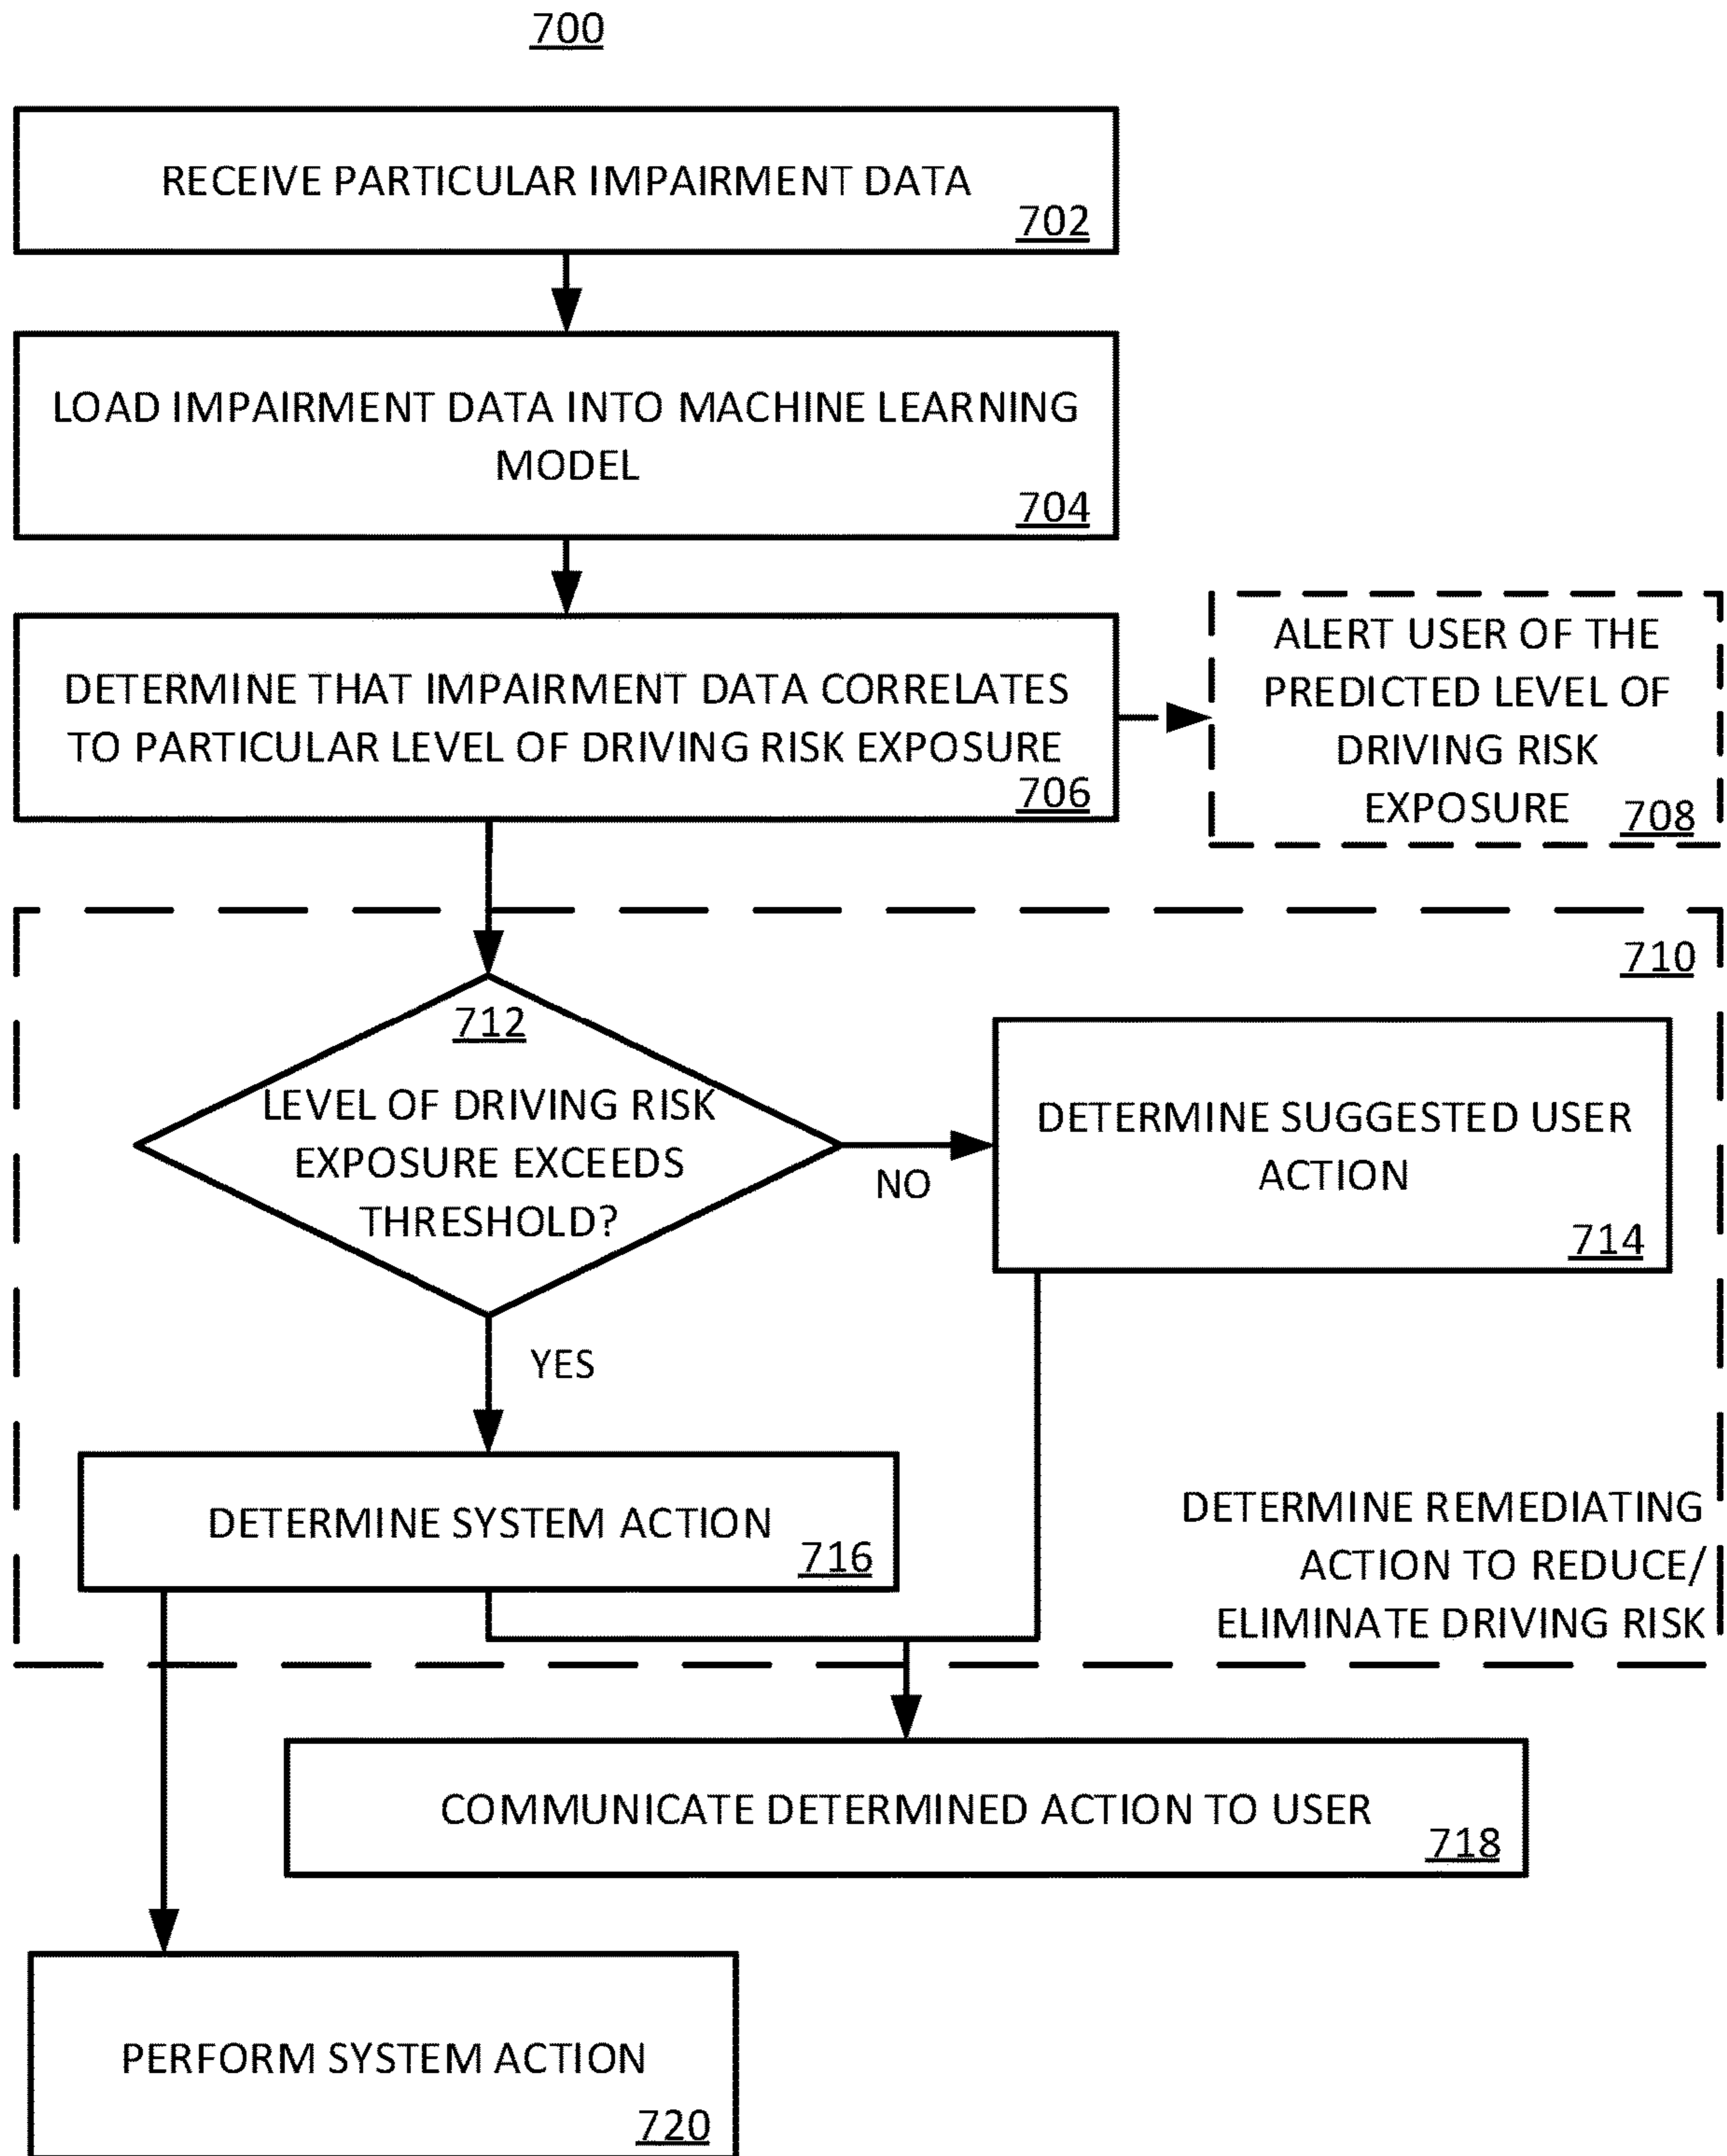 700
RECEIVE PARTICULAR IMPAIRMENT DATA
702
LOAD IMPAIRMENT DATA INTO MACHINE LEARNING
MODEL
704
DETERMINE THAT IMPAIRMENT DATA CORRELATES
TO PARTICULAR LEVEL OF DRIVING RISK EXPOSURE
706
ALERT USER OF THE
PREDICTED LEVEL OF
DRIVING RISK
EXPOSURE
708
710
712
LEVEL OF DRIVING RISK
EXPOSURE EXCEEDS
THRESHOLD?
NO
DETERMINE SUGGESTED USER
ACTION
714
YES
DETERMINE SYSTEM ACTION
716
DETERMINE REMEDIATING
ACTION TO REDUCE/
ELIMINATE DRIVING RISK
COMMUNICATE DETERMINED ACTION TO USER
718
PERFORM SYSTEM ACTION
720